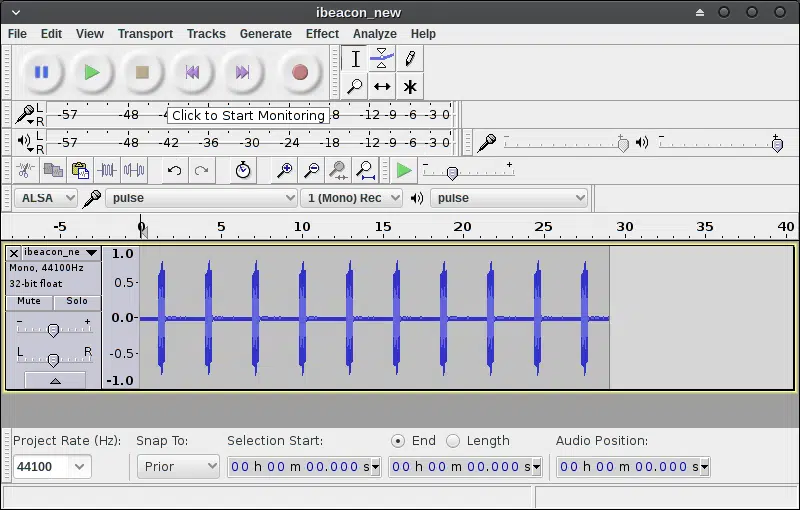 ibeacon_new
File Edit View Transport Tracks Generate Effect Analyze Help
L
R
-57 -48 Click to Start Monitoring -12 -9 -6 -3 0
L
R
-57 -48 -42 -36 -30 -24 -18 -12 -9 -6 -3 0
- + - +
- +
ALSA pulse 1 (Mono) Rec pulse
-5 0 5 10 15 20 25 30 35 40
ibeacon_ne
Mono, 44100Hz
32-bit float
Mute Solo
- +
L R
1.0
0.5
0.0
-0.5
-1.0
Project Rate (Hz): Snap To: Selection Start: End Length Audio Position:
44100 Prior 00 h 00 m 00.000 s 00 h 00 m 00.000 s 00 h 00 m 00.000 s